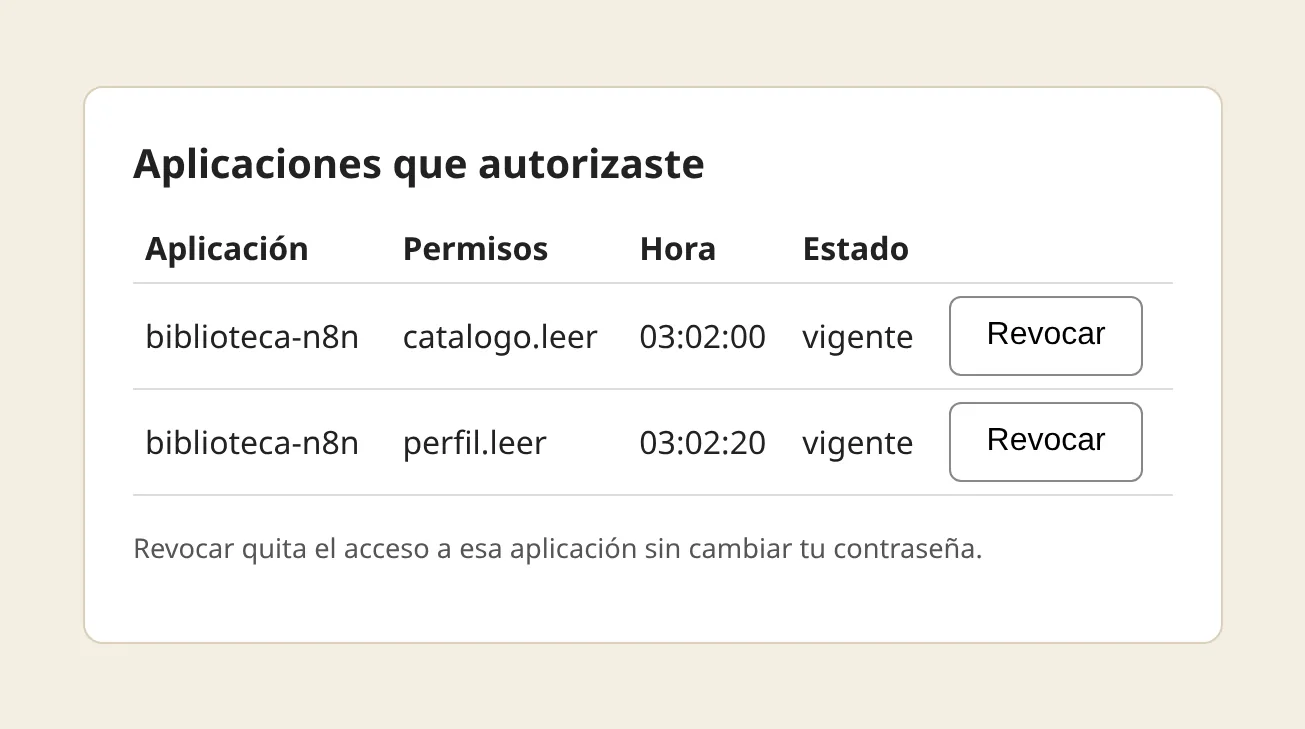 Aplicaciones que autorizaste
Aplicación Permisos Hora Estado
biblioteca-n8n catalogo.leer 03:02:00 vigente Revocar
biblioteca-n8n perfil.leer 03:02:20 vigente Revocar
Revocar quita el acceso a esa aplicación sin cambiar tu contraseña.